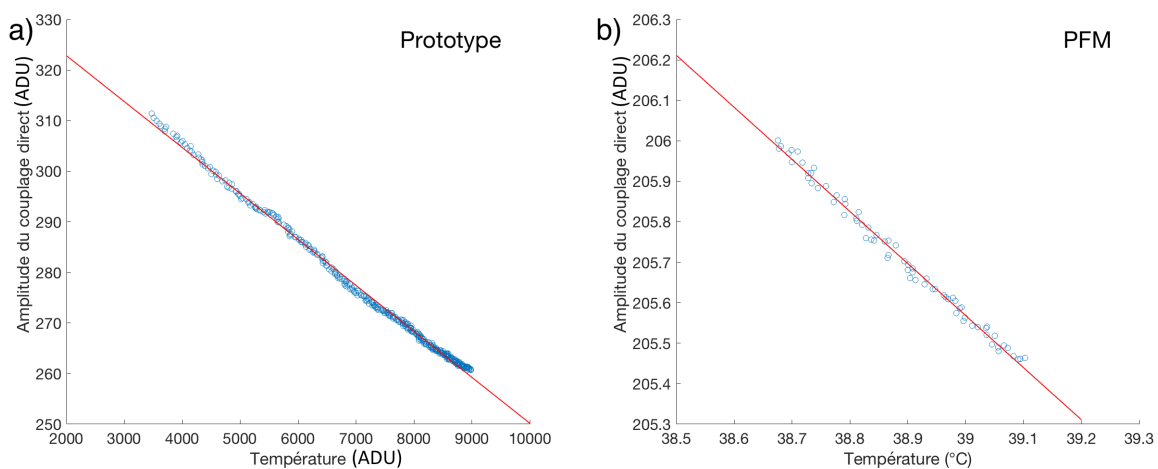 a)
Prototype
Amplitude du couplage direct (ADU)
330
320
310
300
290
280
270
260
250
2000 3000 4000 5000 6000 7000 8000 9000 10000
Température (ADU)
b)
PFM
Amplitude du couplage direct (ADU)
206.3
206.2
206.1
206
205.9
205.8
205.7
205.6
205.5
205.4
205.3
38.5 38.6 38.7 38.8 38.9 39 39.1 39.2 39.3
Température (°C)